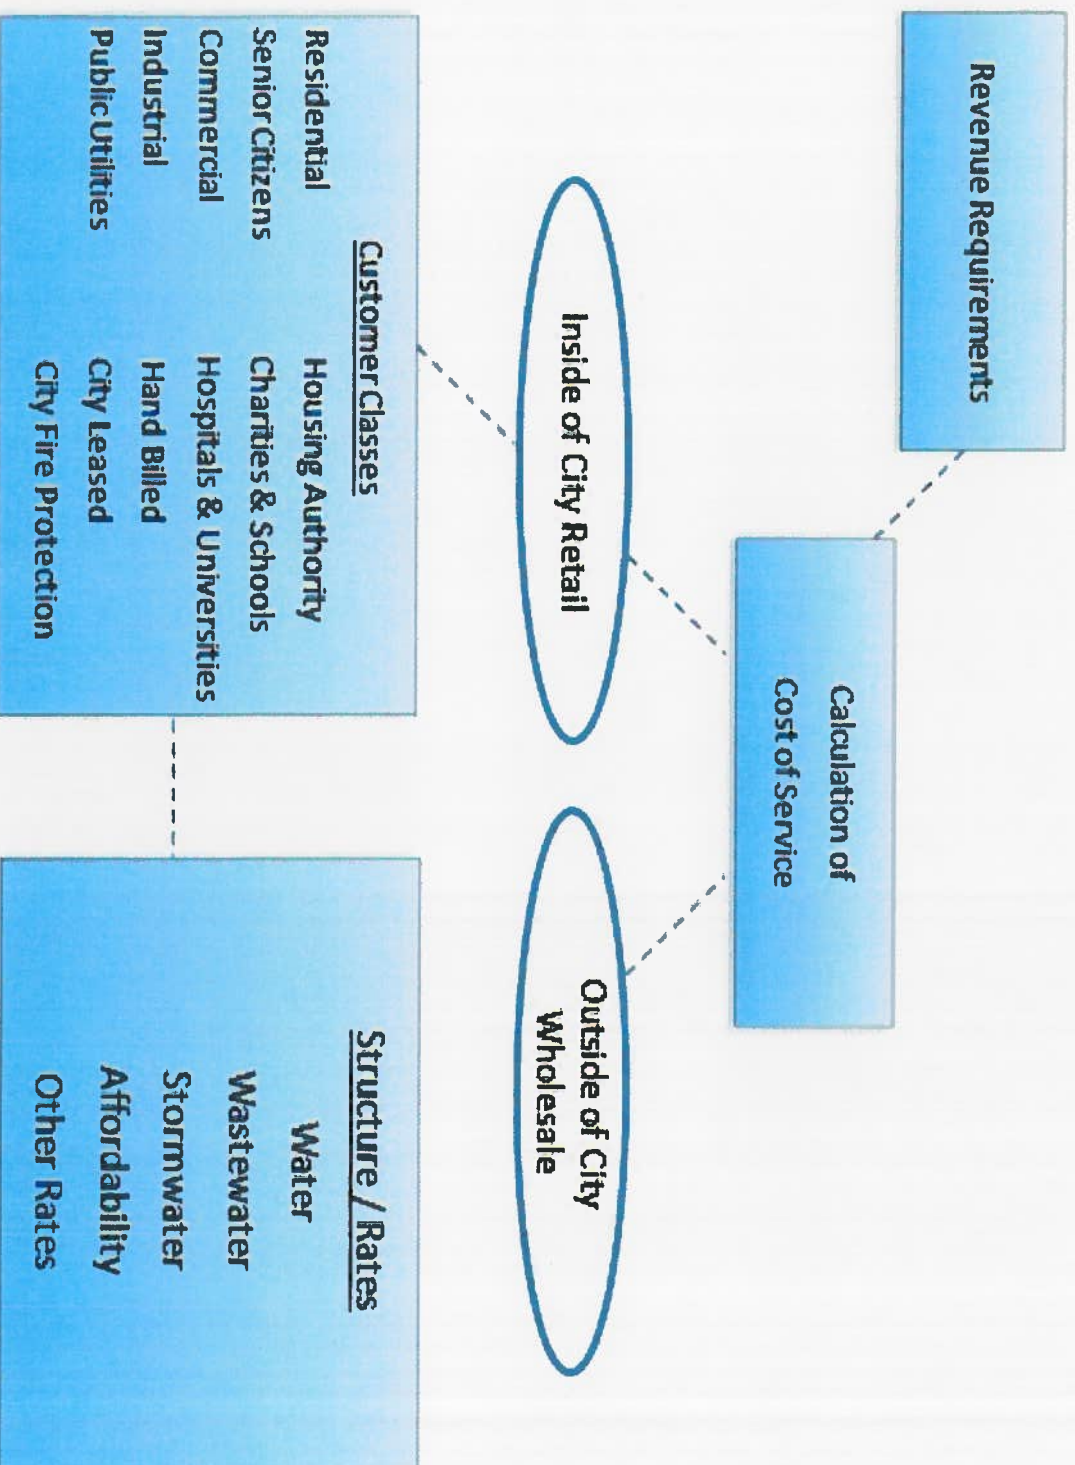 Revenue Requirements
Calculation of
Cost of Service
Inside of City Retail
Outside of City
Wholesale
Customer Classes
Residential
Senior Citizens
Commercial
Industrial
Public Utilities
Housing Authority
Charities & Schools
Hospitals & Universities
Hand Billed
City Leased
City Fire Protection
Structure / Rates
Water
Wastewater
Stormwater
Affordability
Other Rates